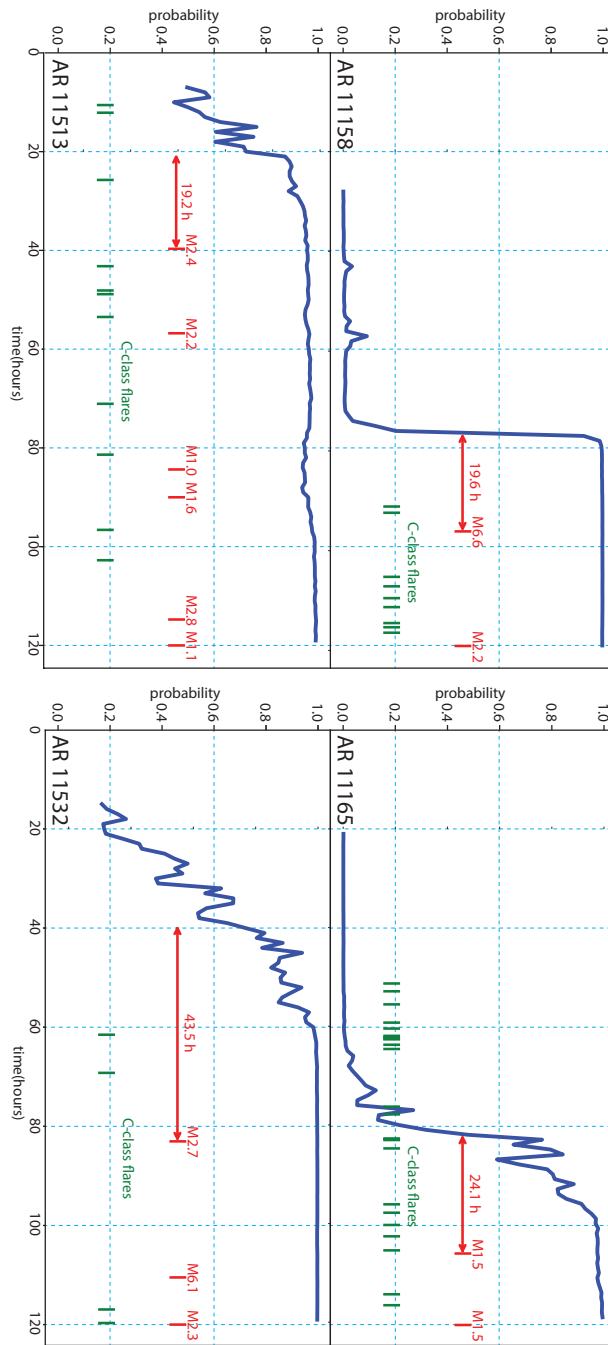 probability
1.0
0.8
0.6
0.4
0.2
0.0
AR 11158
19.6 h
M6.6
M2.2
C-class flares
probability
1.0
0.8
0.6
0.4
0.2
0.0
AR 11165
24.1 h
M1.5
M1.5
C-class flares
probability
1.0
0.8
0.6
0.4
0.2
0.0
AR 11513
19.2 h
M2.4
M2.2
M1.0
M1.6
M2.8
M1.1
C-class flares
0 20 40 60 80 100 120
time(hours)
probability
1.0
0.8
0.6
0.4
0.2
0.0
AR 11532
43.5 h
M2.7
M6.1
M2.3
C-class flares
0 20 40 60 80 100 120
time(hours)